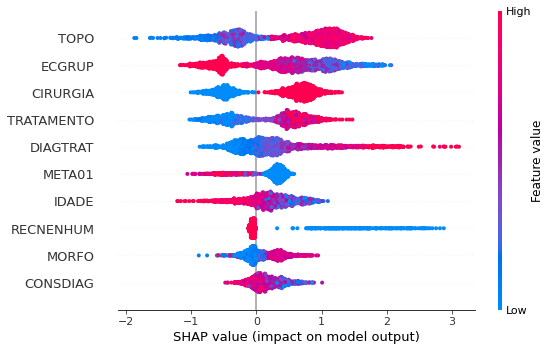 High
TOPO
ECGRUP
CIRURGIA
TRATAMENTO
DIAGTRAT
META01
IDADE
RECNENHUM
MORFO
CONSDIAG
Feature value
Low
−2 −1 0 1 2 3
SHAP value (impact on model output)